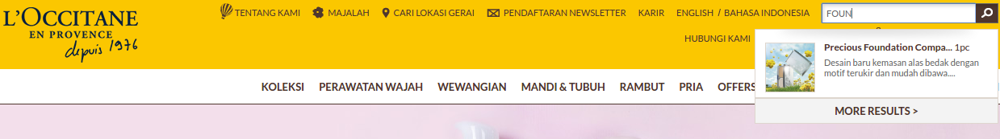 L'OCCITANE
EN PROVENCE
depuis 1976
TENTANG KAMI
MAJALAH
CARI LOKASI GERAI
PENDAFTARAN NEWSLETTER
KARIR
ENGLISH / BAHASA INDONESIA
FOUN
HUBUNGI KAMI
KOLEKSI
PERAWATAN WAJAH
WEWANGIAN
MANDI & TUBUH
RAMBUT
PRIA
OFFERS
Precious Foundation Compa... 1pc
Desain baru kemasan alas bedak dengan
motif terukir dan mudah dibawa....
MORE RESULTS >